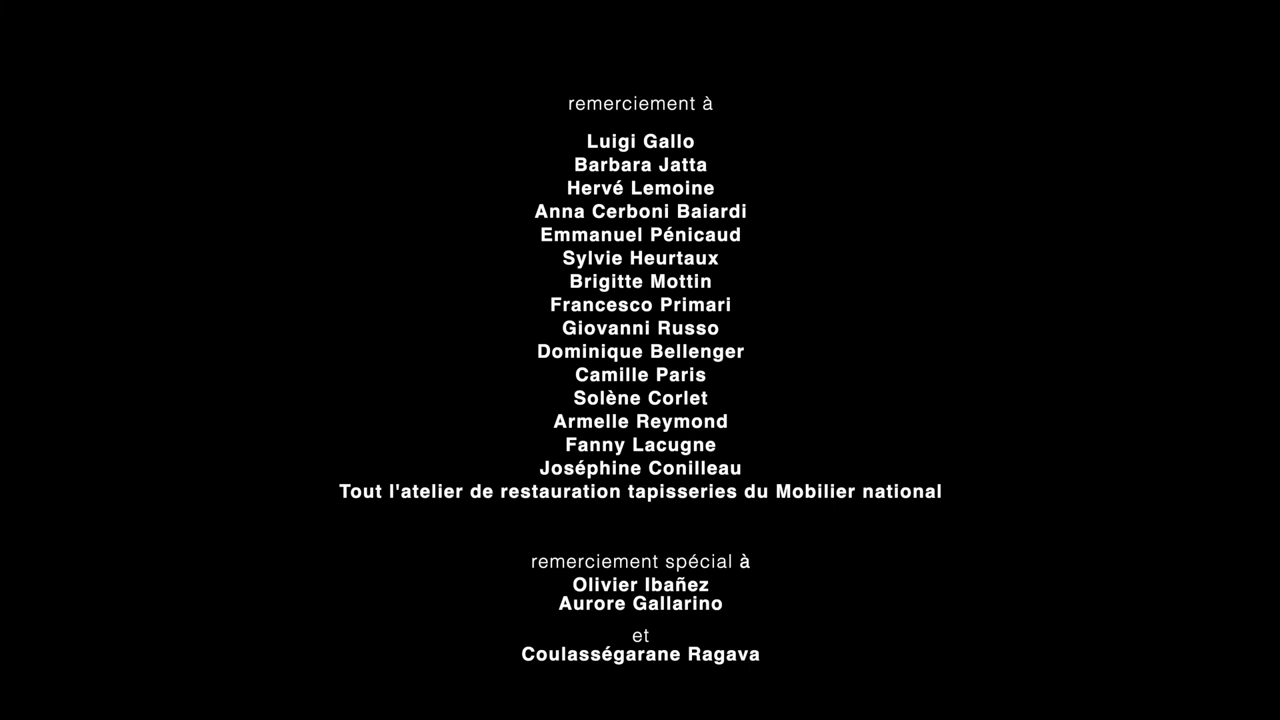 remerciement à
Luigi Gallo
Barbara Jatta
Hervé Lemoine
Anna Cerboni Baiardi
Emmanuel Pénicaud
Sylvie Heurtaux
Brigitte Mottin
Francesco Primari
Giovanni Russo
Dominique Bellenger
Camille Paris
Solène Corlet
Armelle Reymond
Fanny Lacugne
Joséphine Conilleau
Tout l'atelier de restauration tapisseries du Mobilier national
remerciement spécial à
Olivier Ibañez
Aurore Gallarino
et
Coulasségarane Ragava